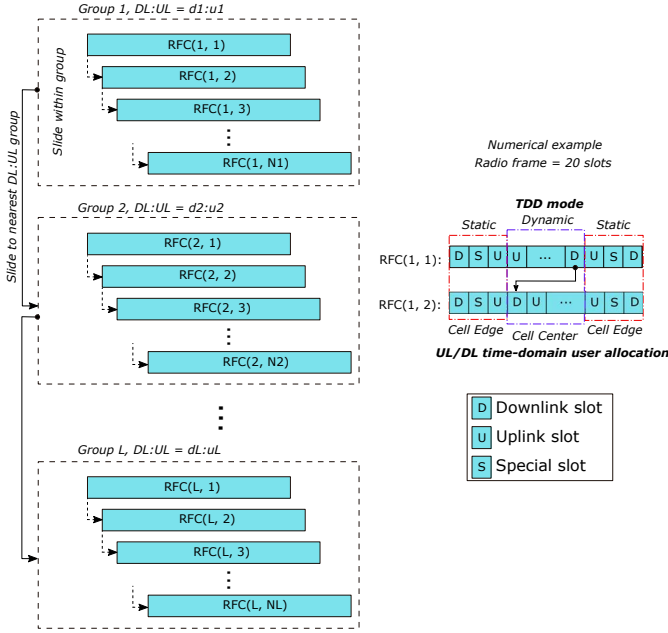 Group 1, DL:UL = d1:u1
RFC(1, 1)
RFC(1, 2)
RFC(1, 3)
...
RFC(1, N1)
Slide within group
Slide to nearest DL:UL group
Group 2, DL:UL = d2:u2
RFC(2, 1)
RFC(2, 2)
RFC(2, 3)
...
RFC(2, N2)
...
Group L, DL:UL = dL:uL
RFC(L, 1)
RFC(L, 2)
RFC(L, 3)
...
RFC(L, NL)
Numerical example
Radio frame = 20 slots
TDD mode
Static Dynamic Static
RFC(1, 1): D S U U ... D U S D
RFC(1, 2): D S U D U ... U S D
Cell Edge Cell Center Cell Edge
UL/DL time-domain user allocation
D Downlink slot
U Uplink slot
S Special slot